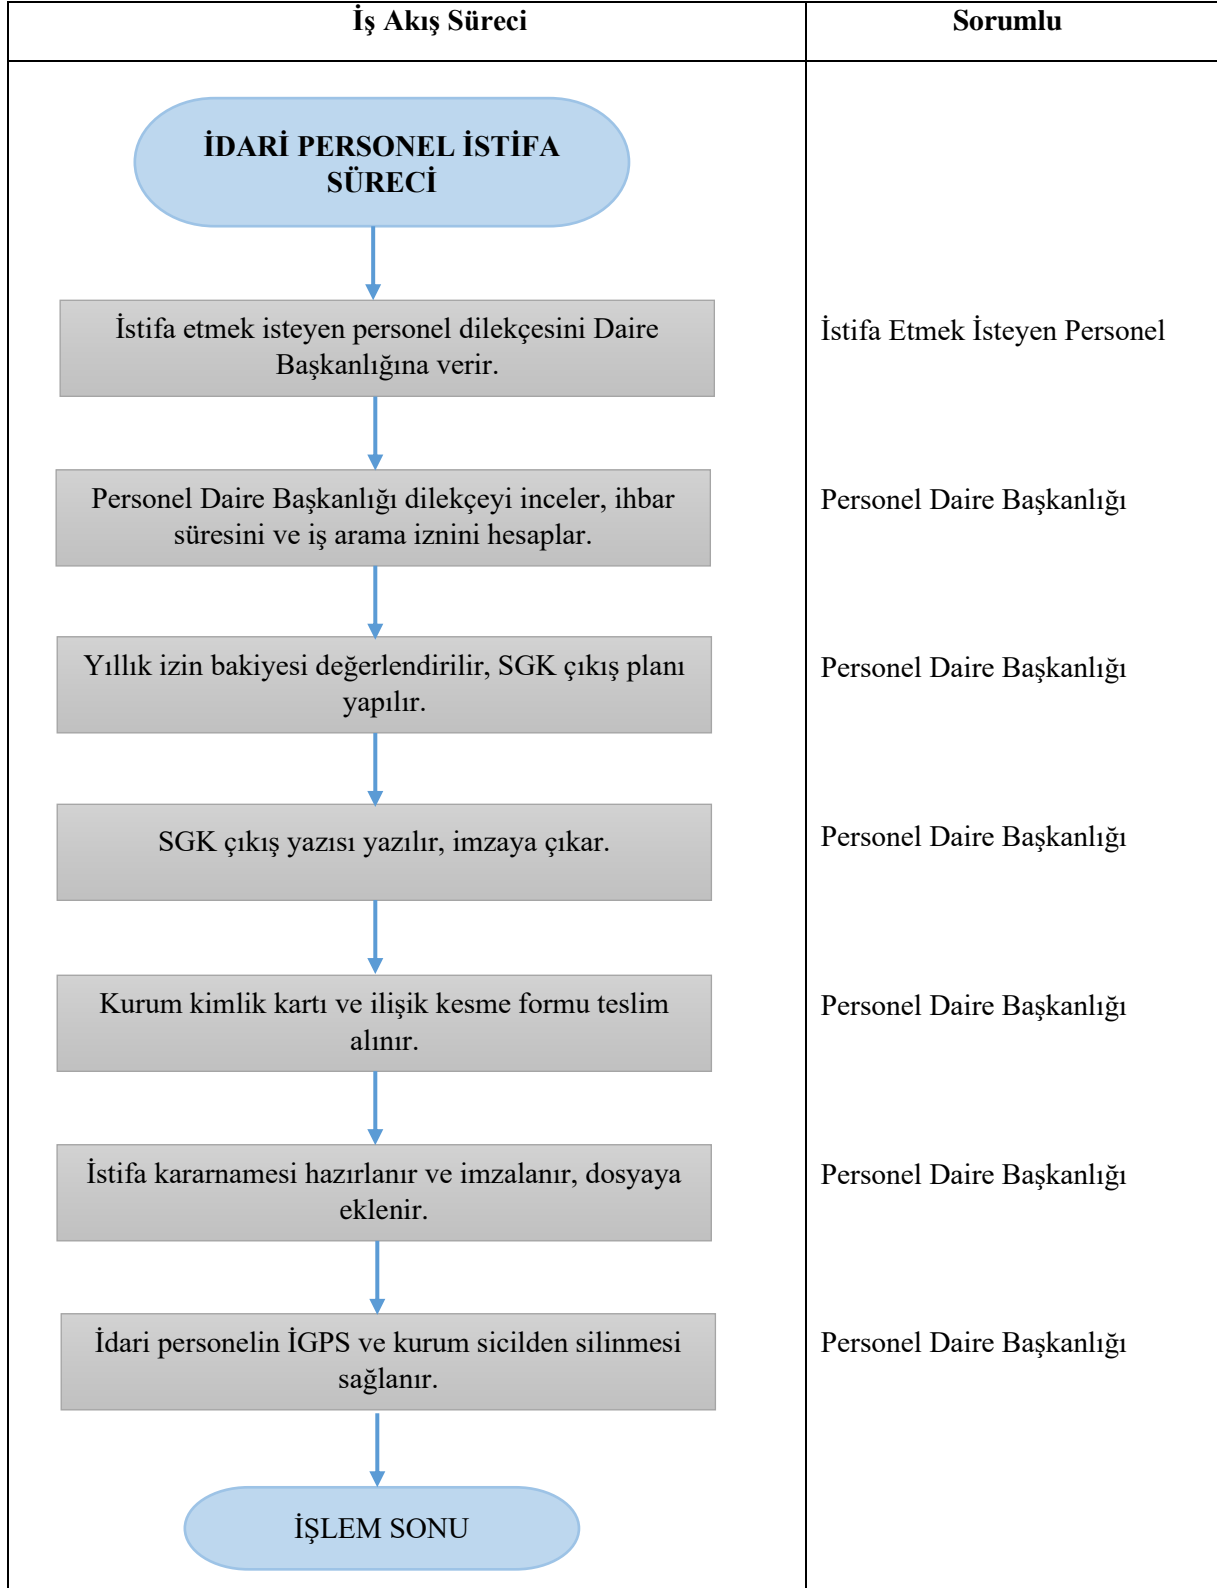 İş Akış Süreci
Sorumlu
İDARİ PERSONEL İSTİFA
SÜRECİ
İstifa etmek isteyen personel dilekçesini Daire
Başkanlığına verir.
İstifa Etmek İsteyen Personel
Personel Daire Başkanlığı dilekçeyi inceler, ihbar
süresini ve iş arama iznini hesaplar.
Personel Daire Başkanlığı
Yıllık izin bakiyesi değerlendirilir, SGK çıkış planı
yapılır.
Personel Daire Başkanlığı
SGK çıkış yazısı yazılır, imzaya çıkar.
Personel Daire Başkanlığı
Kurum kimlik kartı ve ilişik kesme formu teslim
alınır.
Personel Daire Başkanlığı
İstifa kararnamesi hazırlanır ve imzalanır, dosyaya
eklenir.
Personel Daire Başkanlığı
İdari personelin İGPS ve kurum sicilden silinmesi
sağlanır.
Personel Daire Başkanlığı
İŞLEM SONU